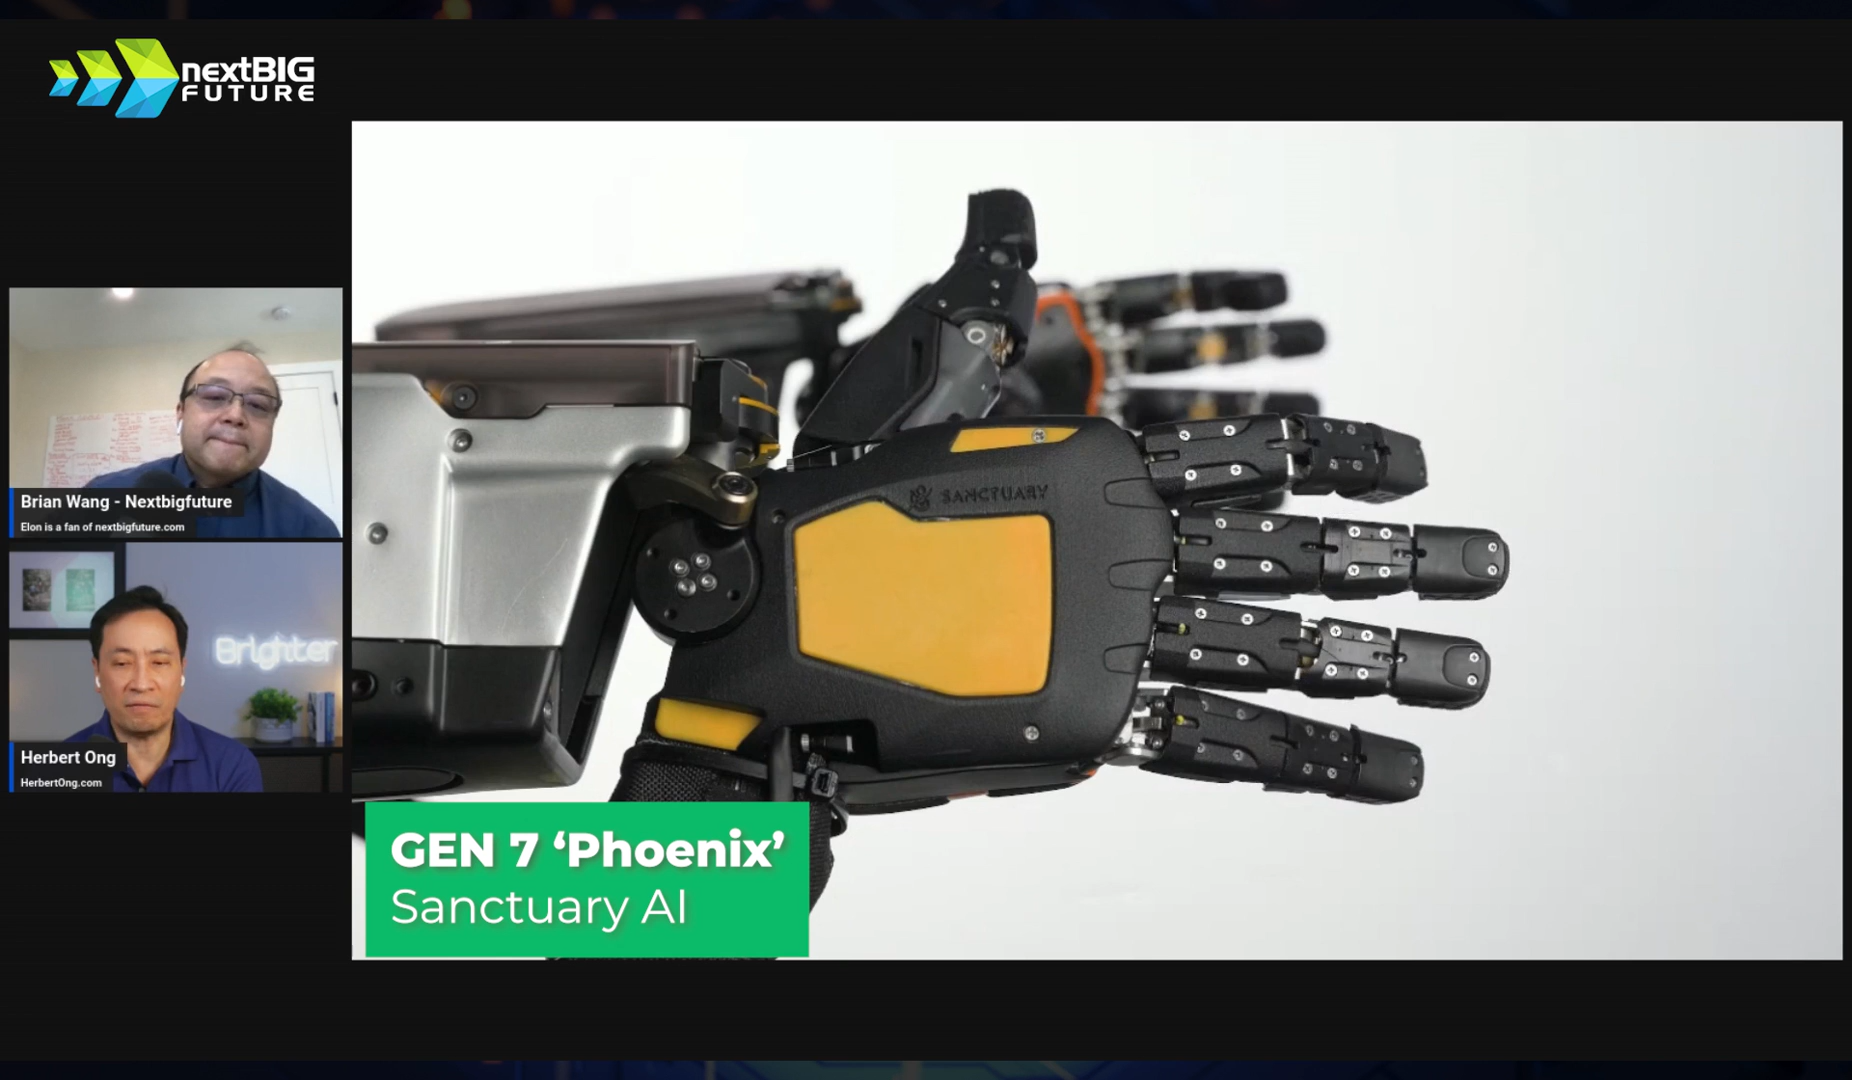 nextBIG
FUTURE
Brian Wang - Nextbigfuture
Elon is a fan of nextbigfuture.com
Brighter
Herbert Ong
HerbertOng.com
SANCTUARY
GEN 7 ‘Phoenix’
Sanctuary AI